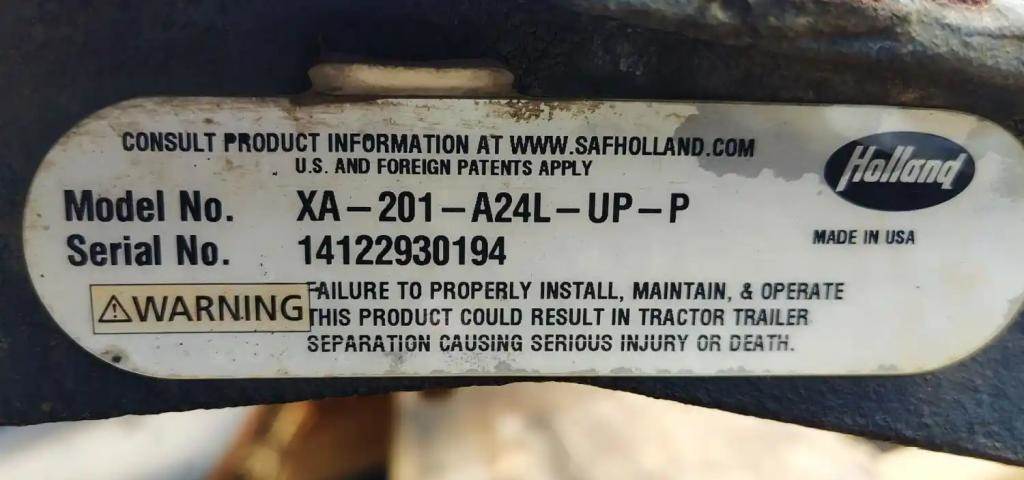 CONSULT PRODUCT INFORMATION AT WWW.SAFHOLLAND.COM
U.S. AND FOREIGN PATENTS APPLY
Holland
Model No. XA-201-A24L-UP-P
MADE IN USA
Serial No. 14122930194
⚠WARNING FAILURE TO PROPERLY INSTALL, MAINTAIN, & OPERATE
THIS PRODUCT COULD RESULT IN TRACTOR TRAILER
SEPARATION CAUSING SERIOUS INJURY OR DEATH.